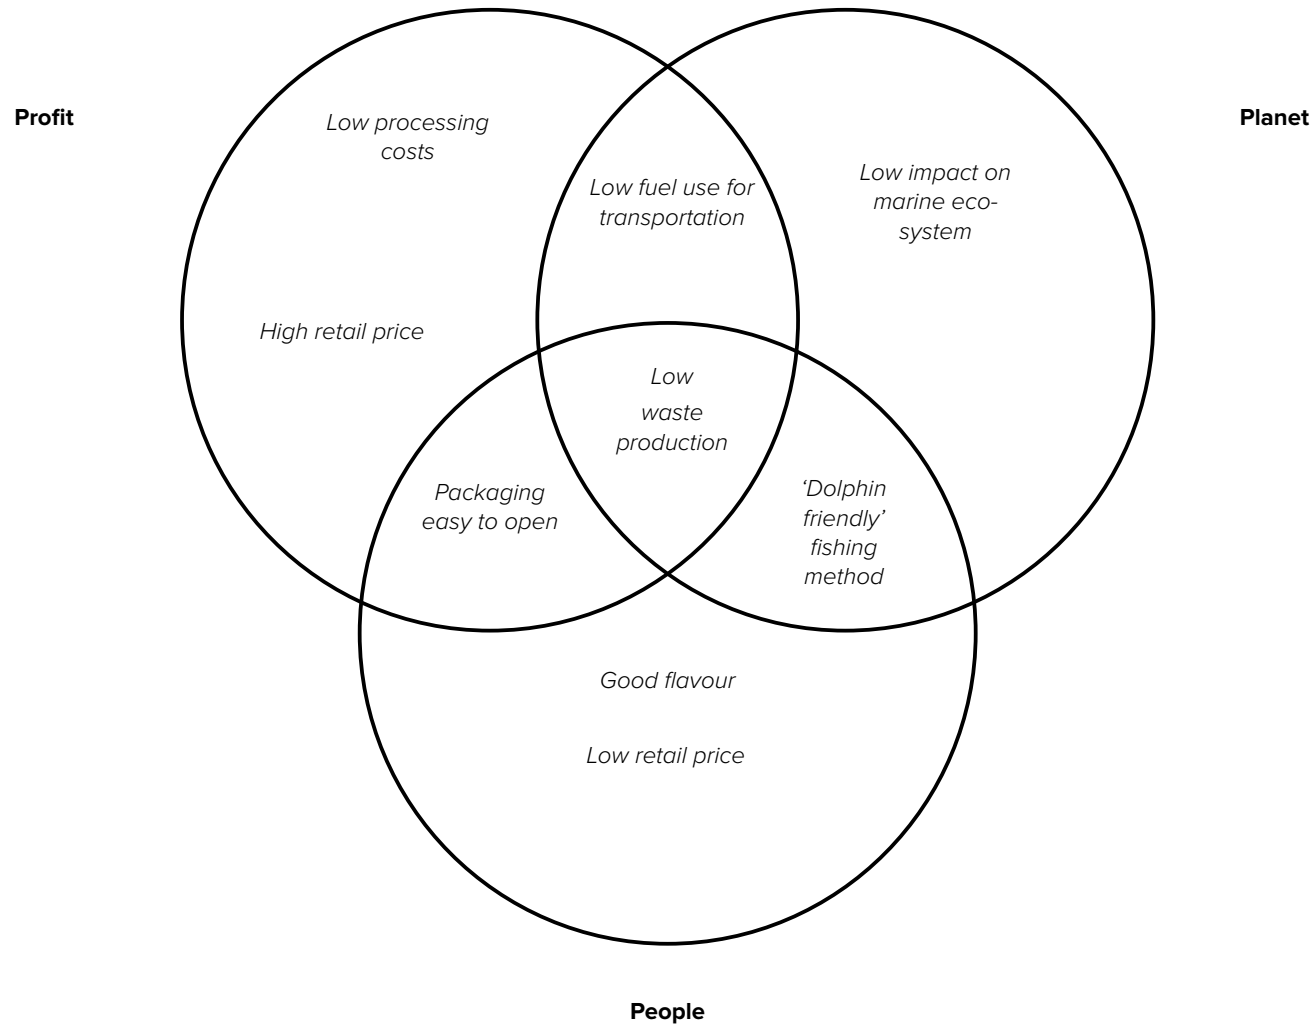 Profit
Planet
Low processing
costs
Low impact on
marine eco-
system
Low fuel use for
transportation
High retail price
Low
waste
production
Packaging
easy to open
‘Dolphin
friendly’
fishing
method
Good flavour
Low retail price
People